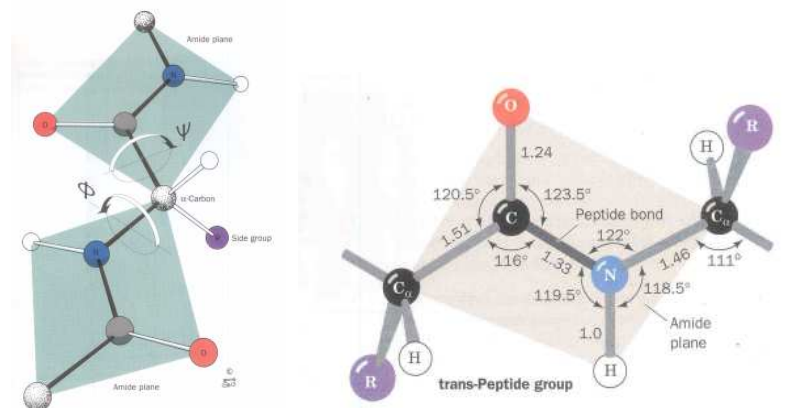 Amide plane
N
O
Ψ
α-Carbon
Φ
Side group
N
O
©
Amide plane
O
R
H
1.24
120.5°
123.5°
C
Peptide bond
Cα
1.51
116°
1.33
122°
1.46
111°
N
Cα
119.5°
118.5°
1.0
Amide
plane
H
H
R
trans-Peptide group